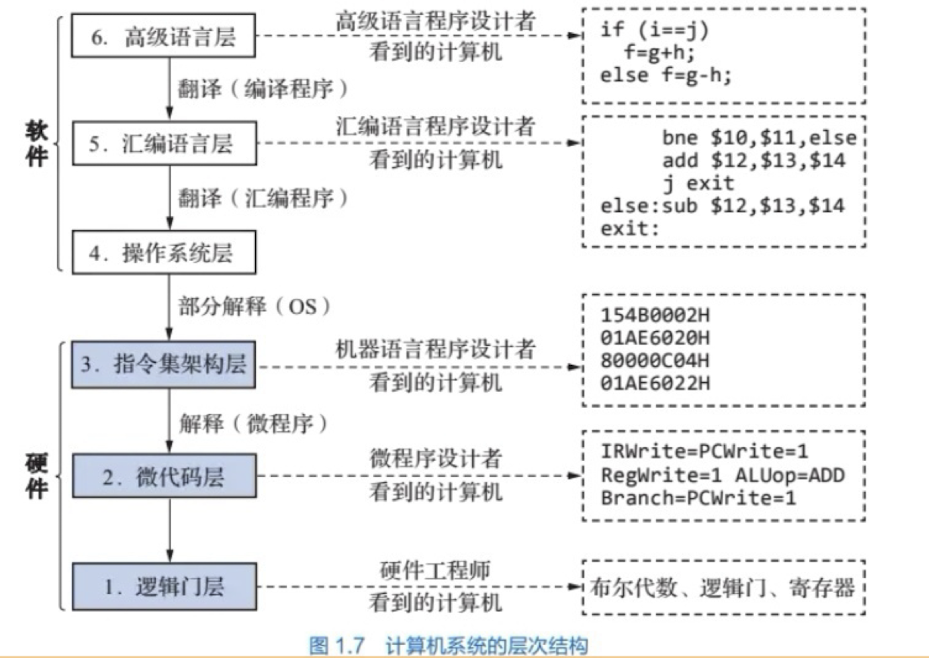 软件
硬件
6. 高级语言层
高级语言程序设计者
看到的计算机
if (i==j)
f=g+h;
else f=g-h;
翻译（编译程序）
5. 汇编语言层
汇编语言程序设计者
看到的计算机
bne $10,$11,else
add $12,$13,$14
j exit
else:sub $12,$13,$14
exit:
翻译（汇编程序）
4. 操作系统层
部分解释（OS）
3. 指令集架构层
机器语言程序设计者
看到的计算机
154B0002H
01AE6020H
80000C04H
01AE6022H
解释（微程序）
2. 微代码层
微程序设计者
看到的计算机
IRWrite=PCWrite=1
RegWrite=1 ALUop=ADD
Branch=PCWrite=1
1. 逻辑门层
硬件工程师
看到的计算机
布尔代数、逻辑门、寄存器
图 1.7 计算机系统的层次结构